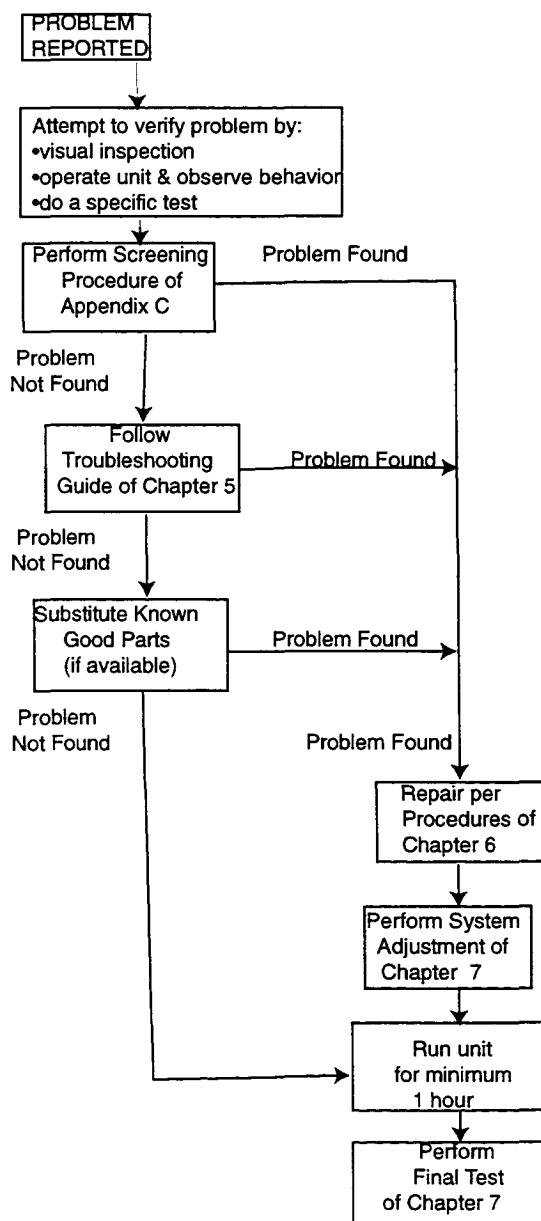 PROBLEM
REPORTED
Attempt to verify problem by:
•visual inspection
•operate unit & observe behavior
•do a specific test
Perform Screening
Procedure of
Appendix C
Problem Found
Problem
Not Found
Follow
Troubleshooting
Guide of Chapter 5
Problem Found
Problem
Not Found
Substitute Known
Good Parts
(if available)
Problem Found
Problem
Not Found
Problem Found
Repair per
Procedures of
Chapter 6
Perform System
Adjustment of
Chapter 7
Run unit
for minimum
1 hour
Perform
Final Test
of Chapter 7